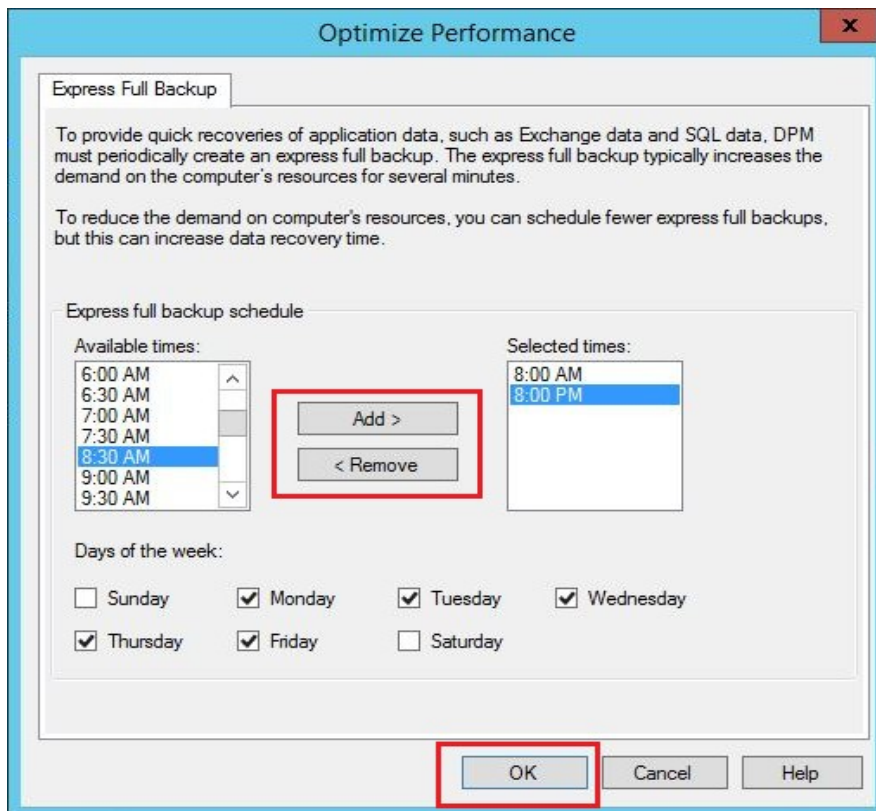 Optimize Performance
x
Express Full Backup
To provide quick recoveries of application data, such as Exchange data and SQL data, DPM
must periodically create an express full backup. The express full backup typically increases the
demand on the computer's resources for several minutes.
To reduce the demand on computer's resources, you can schedule fewer express full backups,
but this can increase data recovery time.
Express full backup schedule
Available times:
6:00 AM
6:30 AM
7:00 AM
7:30 AM
8:30 AM
9:00 AM
9:30 AM
Add >
< Remove
Selected times:
8:00 AM
8:00 PM
Days of the week:
Sunday Monday Tuesday Wednesday
Thursday Friday Saturday
OK Cancel Help